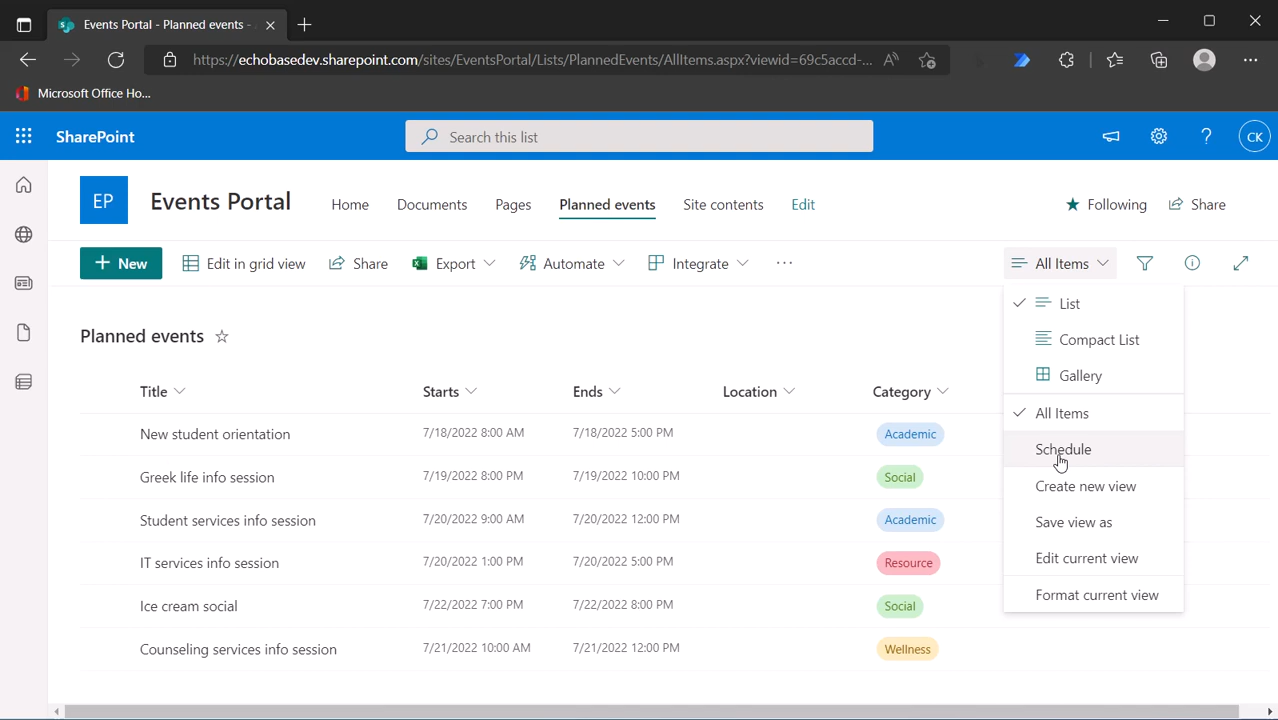 Events Portal - Planned events -
https://echobasedev.sharepoint.com/sites/EventsPortal/Lists/PlannedEvents/AllItems.aspx?viewid=69c5accd-...
Microsoft Office Ho...
SharePoint
Search this list
CK
EP
Events Portal
Home
Documents
Pages
Planned events
Site contents
Edit
Following
Share
New
Edit in grid view
Share
Export
Automate
Integrate
...
All Items
Planned events
Title Starts Ends Location Category
New student orientation 7/18/2022 8:00 AM 7/18/2022 5:00 PM Academic
Greek life info session 7/19/2022 8:00 PM 7/19/2022 10:00 PM Social
Student services info session 7/20/2022 9:00 AM 7/20/2022 12:00 PM Academic
IT services info session 7/20/2022 1:00 PM 7/20/2022 5:00 PM Resource
Ice cream social 7/22/2022 7:00 PM 7/22/2022 8:00 PM Social
Counseling services info session 7/21/2022 10:00 AM 7/21/2022 12:00 PM Wellness
List
Compact List
Gallery
All Items
Schedule
Create new view
Save view as
Edit current view
Format current view